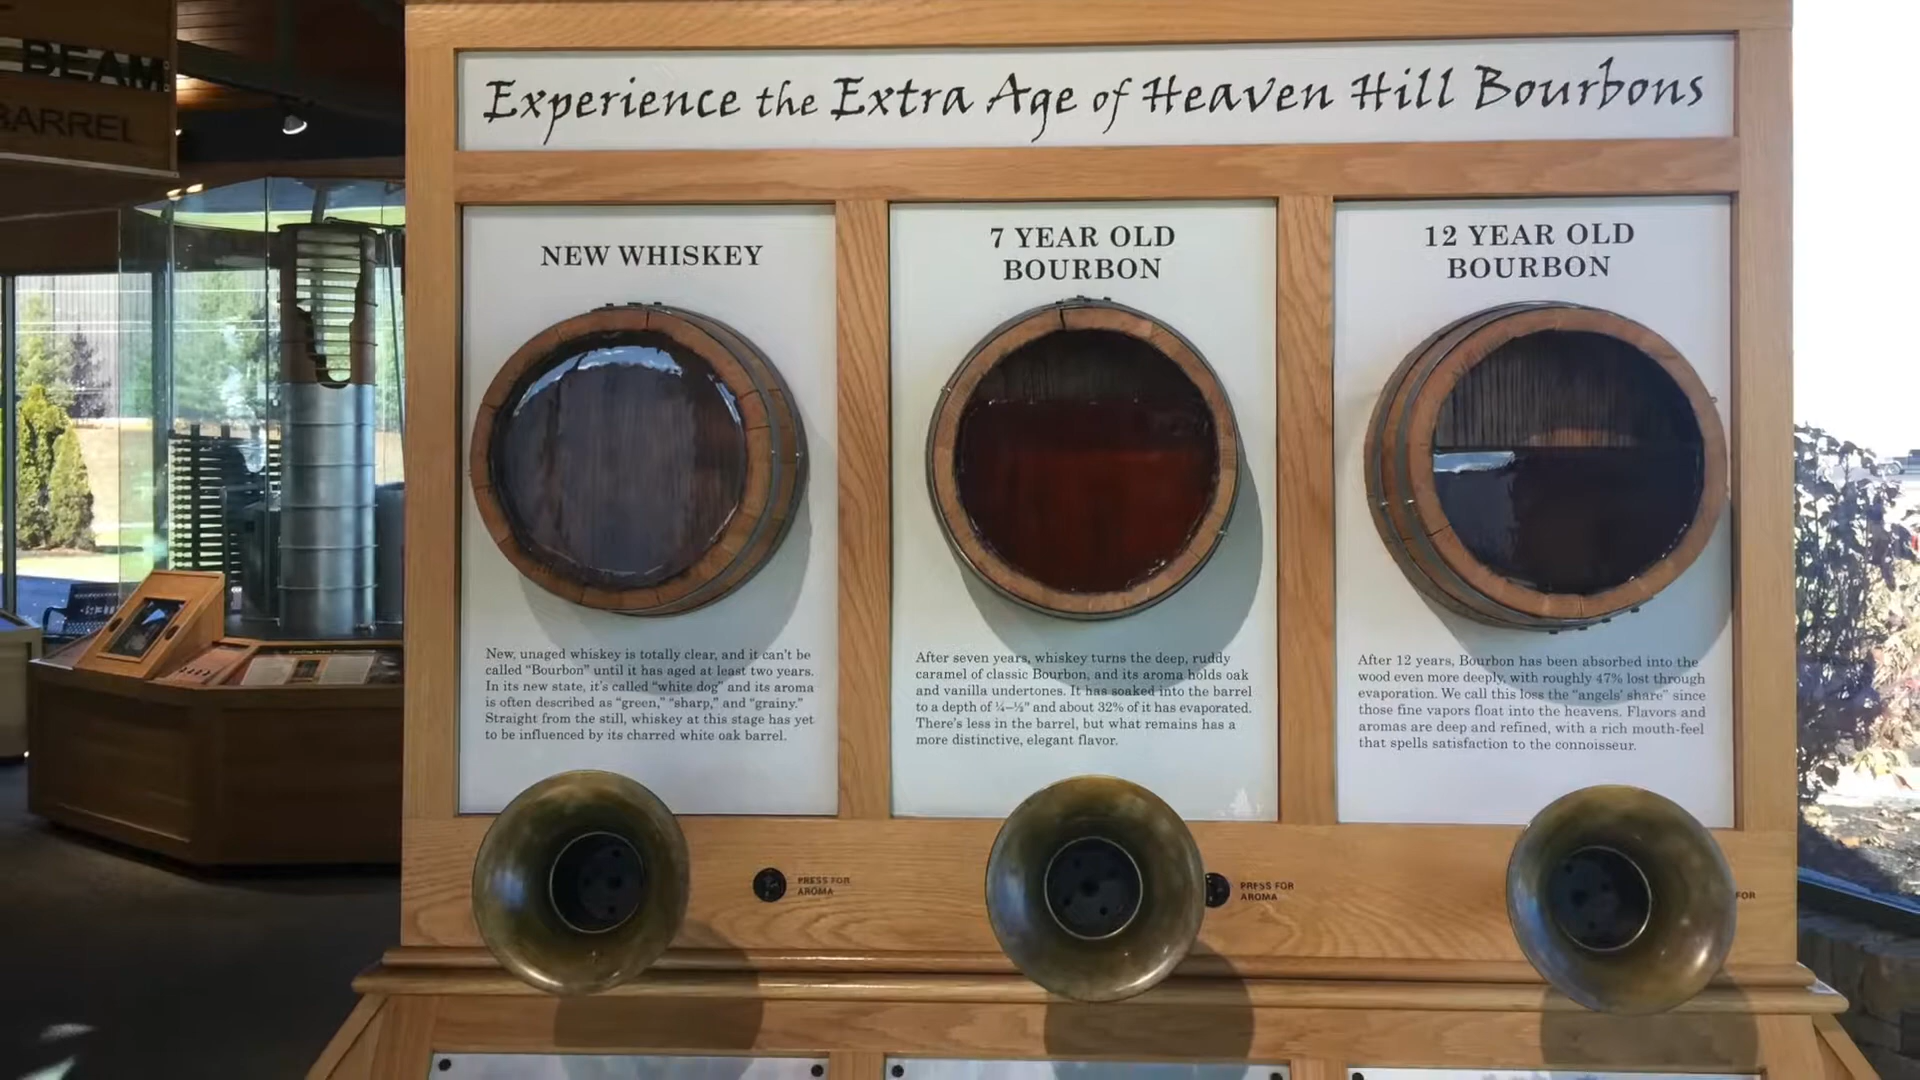 BEAM
BARREL
Experience the Extra Age of Heaven Hill Bourbons
NEW WHISKEY
New, unaged whiskey is totally clear, and it can't be
called "Bourbon" until it has aged at least two years.
In its new state, it's called "white dog" and its aroma
is often described as "green," "sharp," and "grainy."
Straight from the still, whiskey at this stage has yet
to be influenced by its charred white oak barrel.
7 YEAR OLD
BOURBON
After seven years, whiskey turns the deep, ruddy
caramel of classic Bourbon, and its aroma holds oak
and vanilla undertones. It has soaked into the barrel
to a depth of and about 32% of it has evaporated.
There's less in the barrel, but what remains has a
more distinctive, elegant flavor.
12 YEAR OLD
BOURBON
After 12 years, Bourbon has been absorbed into the
wood even more deeply, with roughly 47% lost through
evaporation. We call this loss the "angels' share" since
those fine vapors float into the heavens. Flavors and
aromas are deep and refined, with a rich mouth-feel
that spells satisfaction to the connoisseur.
PRESS FOR
AROMA
PRESS FOR
AROMA
FOR